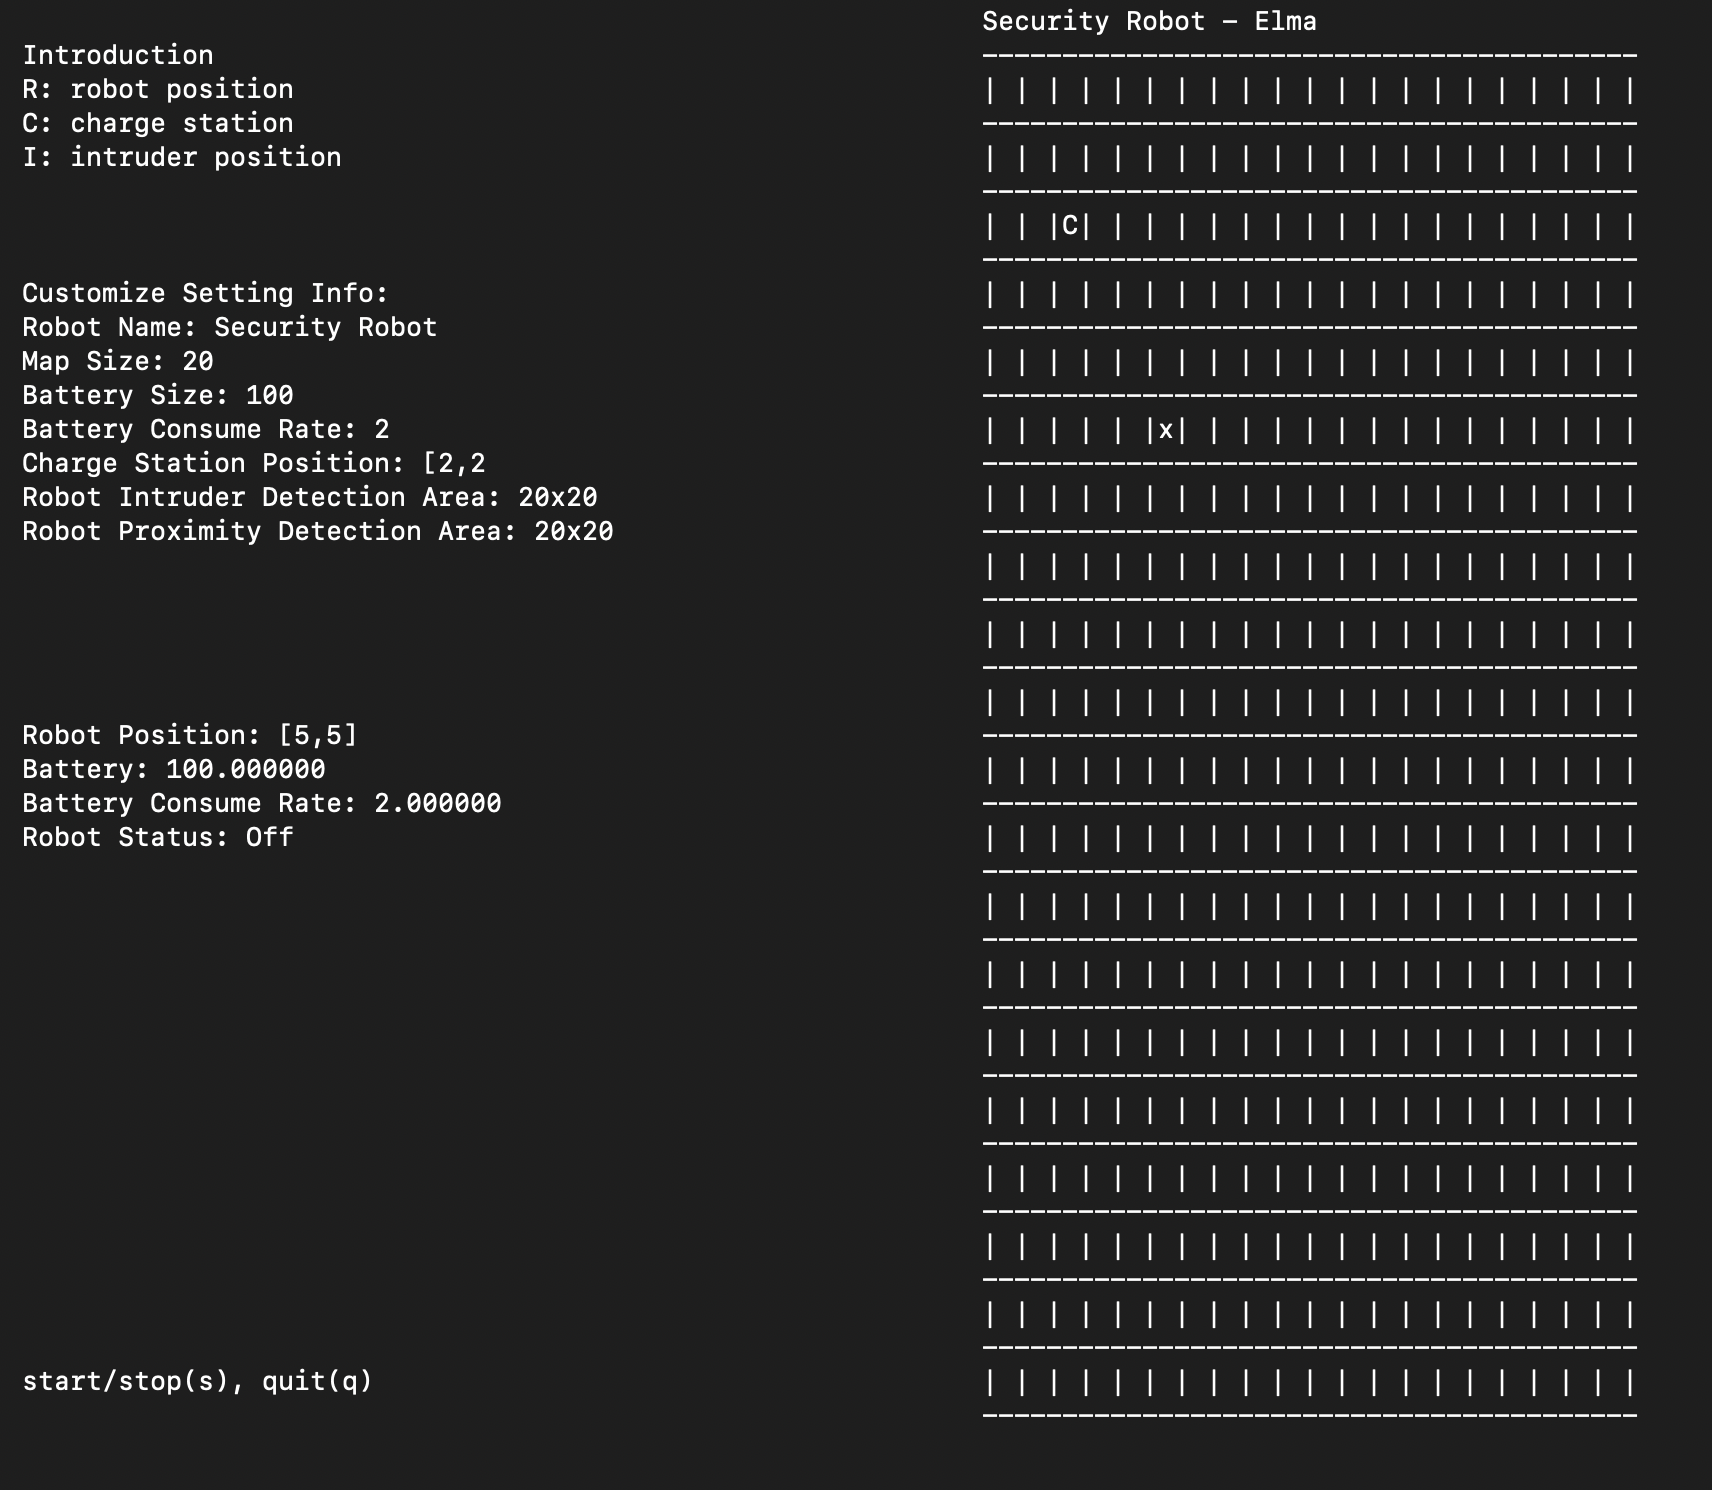 Security Robot – Elma
Introduction
R: robot position
C: charge station
I: intruder position
Customize Setting Info:
Robot Name: Security Robot
Map Size: 20
Battery Size: 100
Battery Consume Rate: 2
Charge Station Position: [2,2
Robot Intruder Detection Area: 20x20
Robot Proximity Detection Area: 20x20
Robot Position: [5,5]
Battery: 100.000000
Battery Consume Rate: 2.000000
Robot Status: Off
start/stop(s), quit(q)
C
x